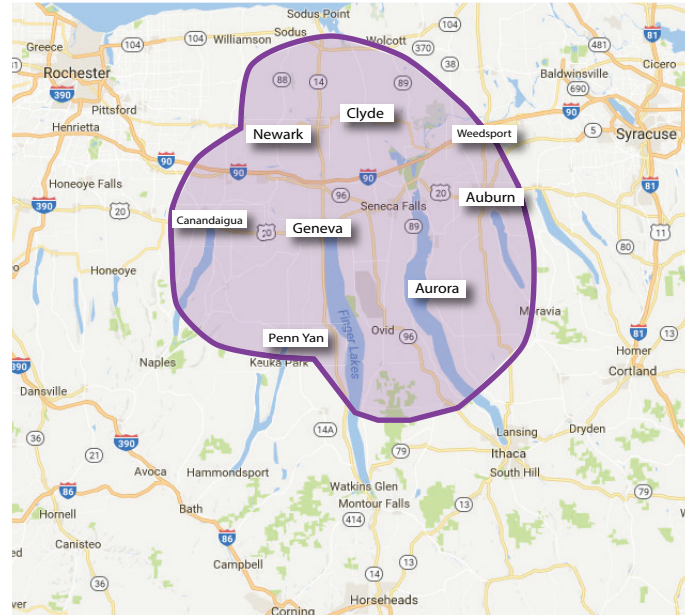 Sodus Point
Greece
104
104
Williamson
Sodus
Wolcott
104
370
481
81
Cicero
Rochester
88
14
89
38
Baldwinsville
690
390
Pittsford
Clyde
90
Henrietta
Newark
Weedsport
5
Syracuse
90
90
90
Honeoye Falls
96
20
81
390
20
Canandaigua
Geneva
Seneca Falls
Auburn
20
89
11
80
Honeoye
Aurora
Moravia
Finger Lakes
Penn Yan
Ovid
96
81
13
Naples
Keuka Park
Homer
390
Cortland
Dansville
36
390
14A
Lansing
Dryden
21
79
Ithaca
Avoca
Hammondsport
South Hill
86
Watkins Glen
79
Hornell
Bath
Montour Falls
13
414
86
Canisteo
Campbell
13
36
14
Corning
Horseheads